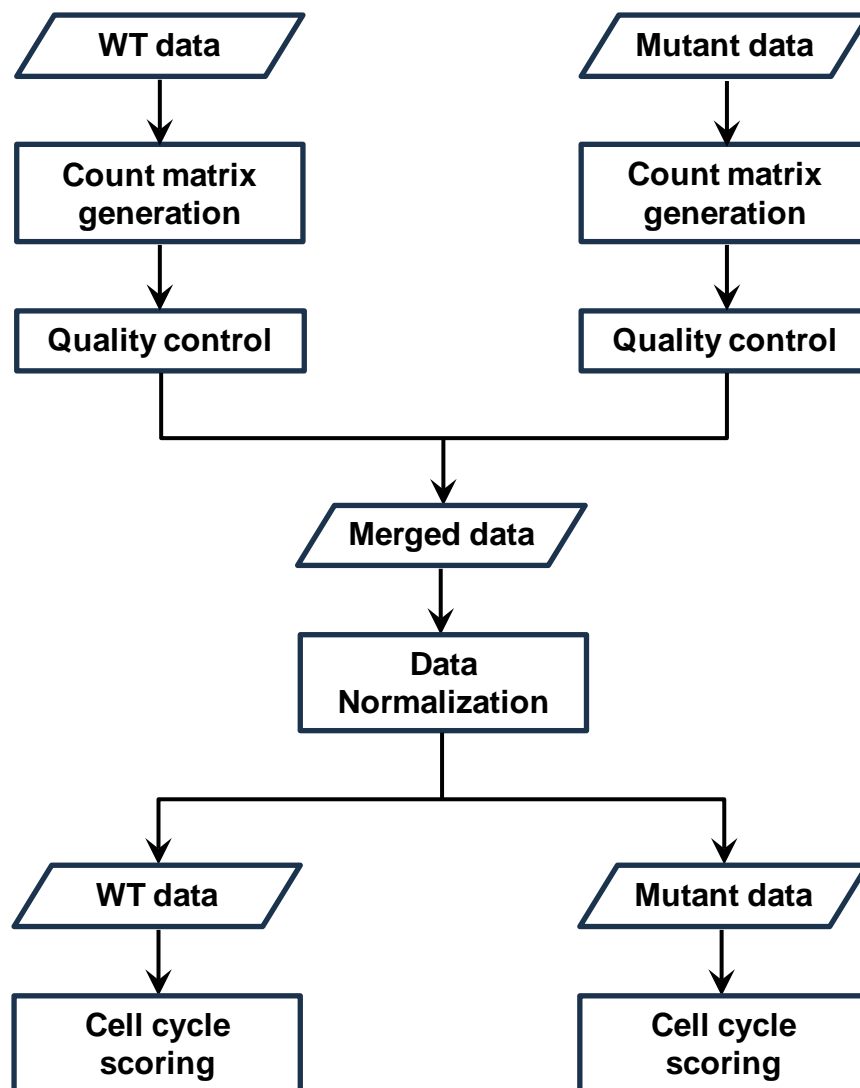 WT data
Mutant data
Count matrix
generation
Count matrix
generation
Quality control
Quality control
Merged data
Data
Normalization
WT data
Mutant data
Cell cycle
scoring
Cell cycle
scoring